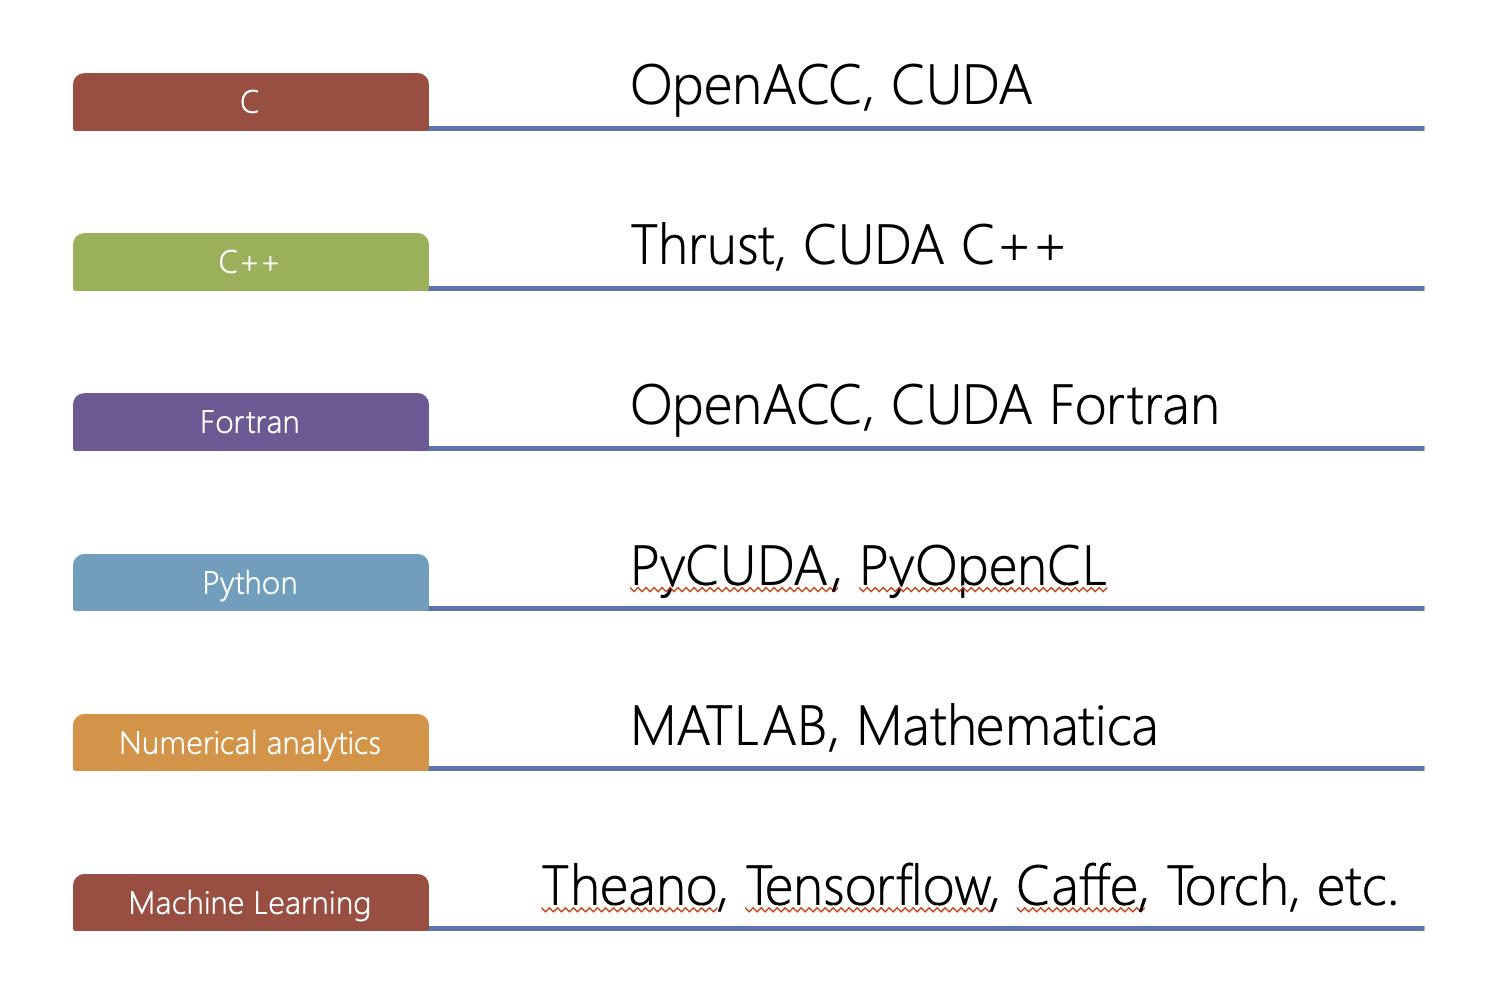 C
OpenACC, CUDA
C++
Thrust, CUDA C++
Fortran
OpenACC, CUDA Fortran
Python
PyCUDA, PyOpenCL
Numerical analytics
MATLAB, Mathematica
Machine Learning
Theano, Tensorflow, Caffe, Torch, etc.